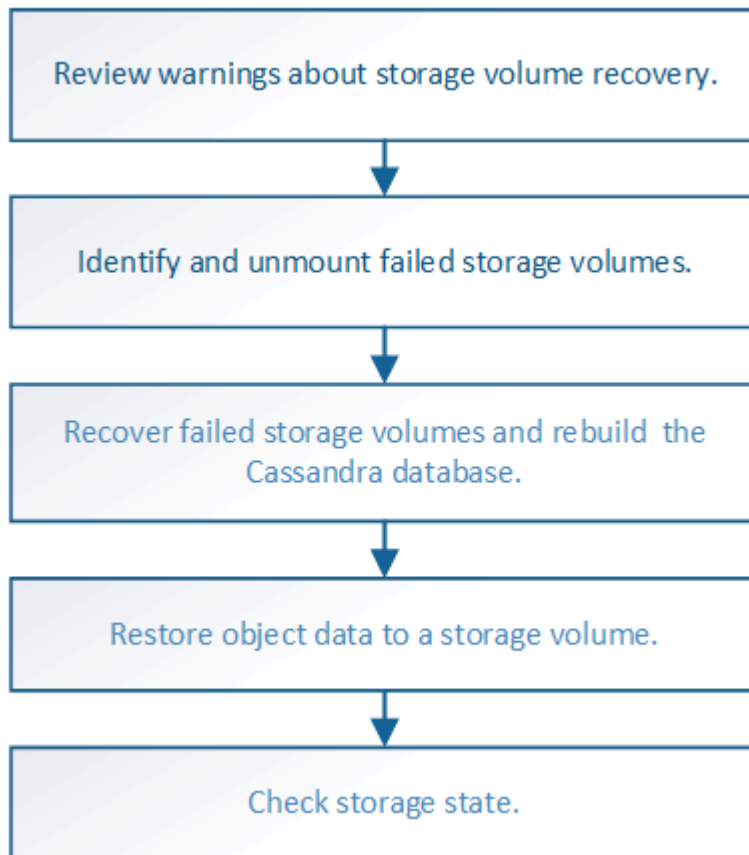 Review warnings about storage volume recovery.
Identify and unmount failed storage volumes.
Recover failed storage volumes and rebuild the
Cassandra database.
Restore object data to a storage volume.
Check storage state.